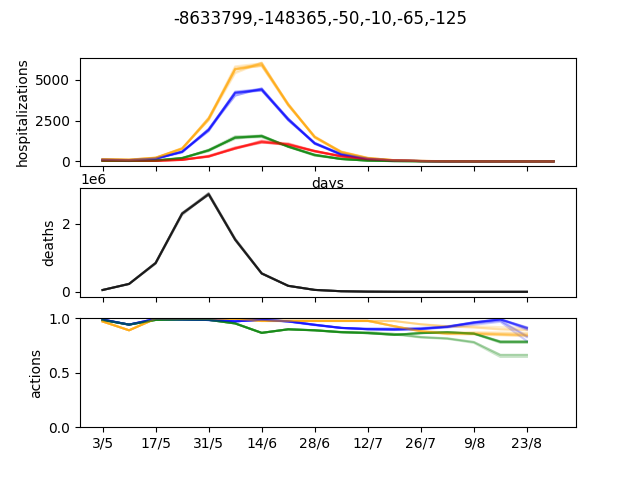 -8633799,-148365,-50,-10,-65,-125
hospitalizations
5000
2500
0
days
1e6
deaths
2
0
actions
1.0
0.5
0.0
3/5 17/5 31/5 14/6 28/6 12/7 26/7 9/8 23/8